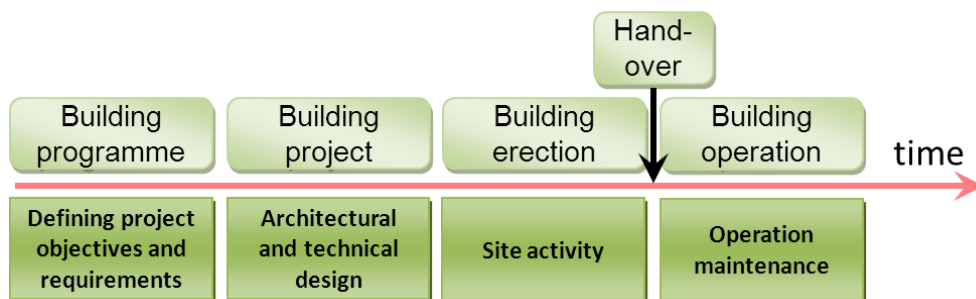 Hand-
over
Building
programme
Building
project
Building
erection
Building
operation
time
Defining project
objectives and
requirements
Architectural
and technical
design
Site activity
Operation
maintenance